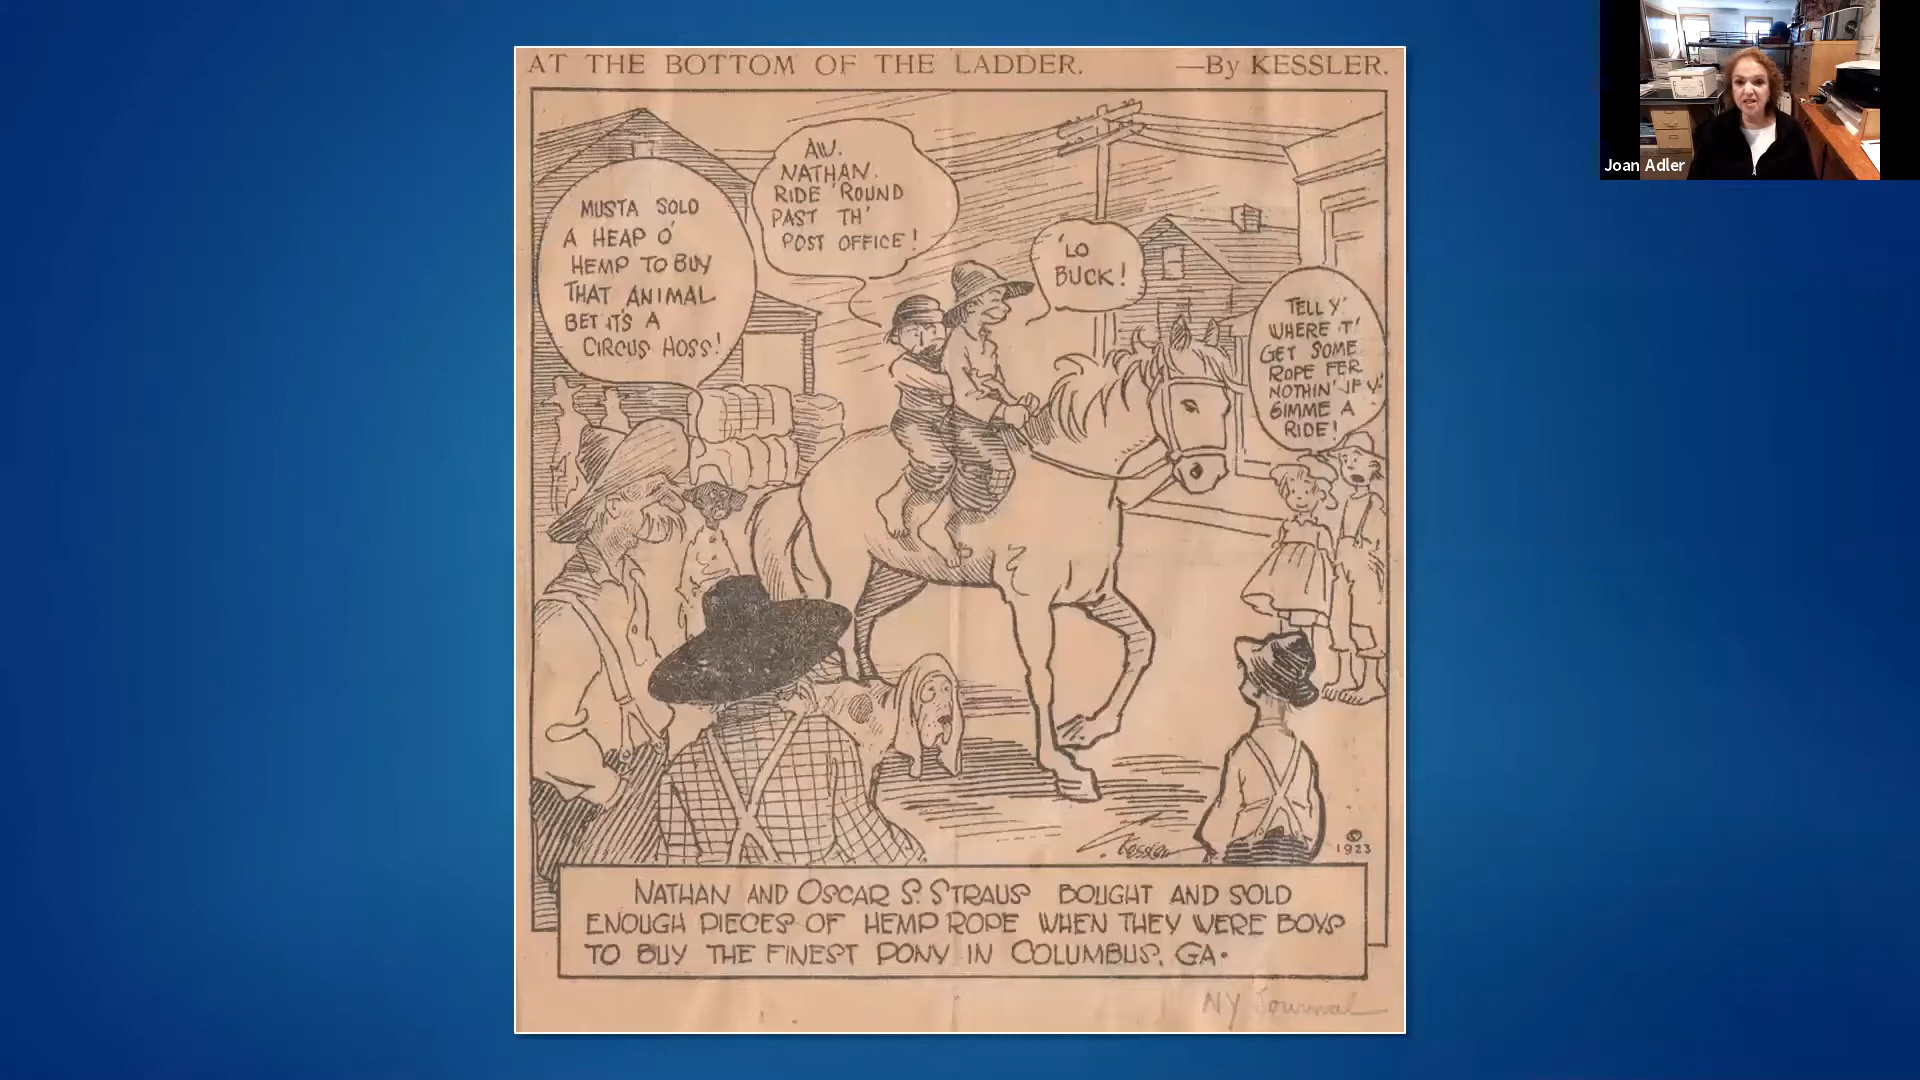 AT THE BOTTOM OF THE LADDER. —By KESSLER.
MUSTA SOLD
A HEAP O'
HEMP TO BUY
THAT ANIMAL
BET IT'S A
CIRCUS HOSS!
AW.
NATHAN.
RIDE 'ROUND
PAST TH'
POST OFFICE!
'LO
BUCK!
TELL Y'
WHERE T'
GET SOME
ROPE FER
NOTHIN' IF Y'
GIMME A
RIDE!
Kessler
© 1923
NATHAN AND OSCAR S. STRAUS BOUGHT AND SOLD
ENOUGH PIECES OF HEMP ROPE WHEN THEY WERE BOYS
TO BUY THE FINEST PONY IN COLUMBUS, GA.
NY Journal
Joan Adler